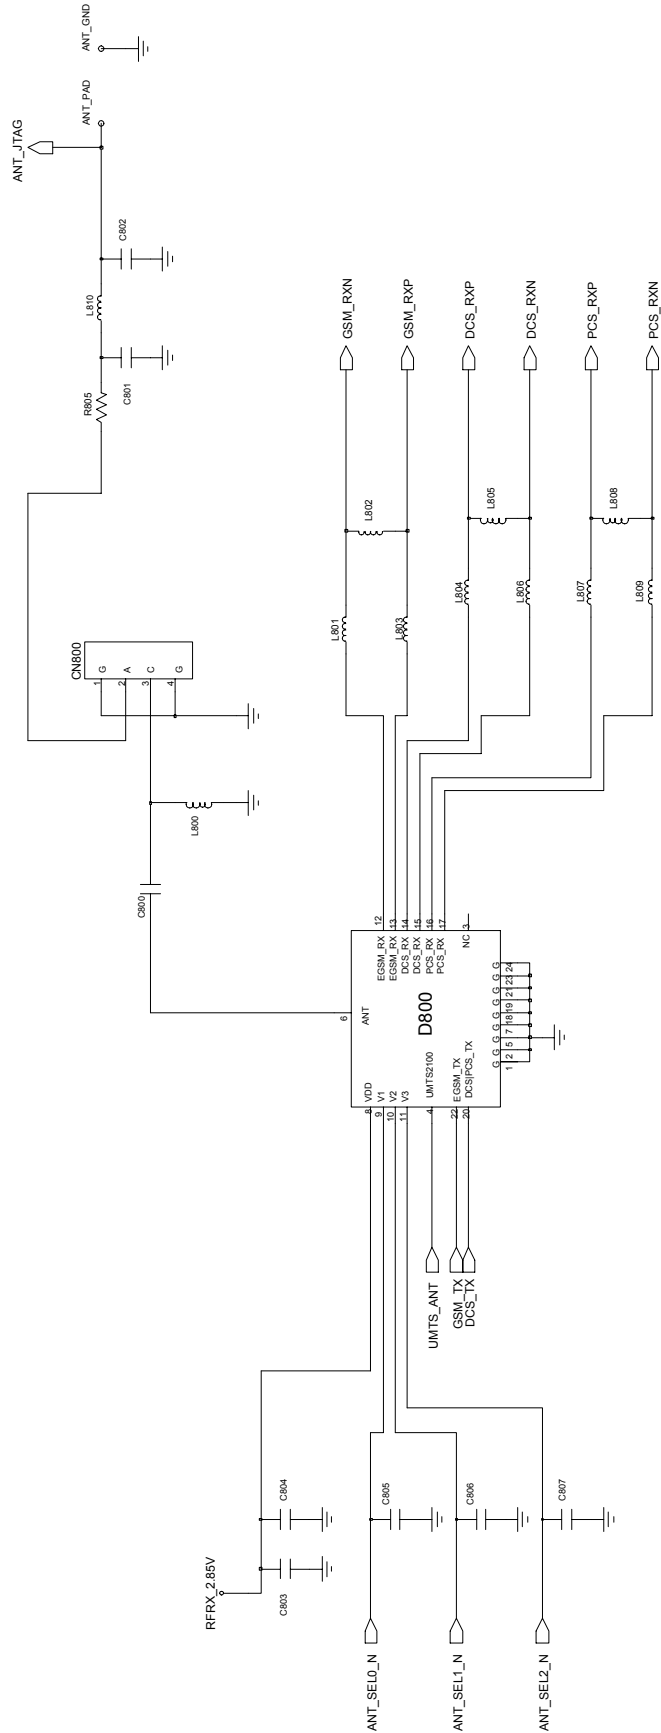 ANT_GND
ANT_PAD
ANT_JTAG
C802
L810
C801
R805
CN800
G
A
C
G
1
2
3
4
L800
C800
GSM_RXN
GSM_RXP
DCS_RXP
DCS_RXN
PCS_RXP
PCS_RXN
L802
L805
L808
L801
L803
L804
L806
L807
L809
12
13
14
15
16
17
3
EGSM_RX
EGSM_RX
DCS_RX
DCS_RX
PCS_RX
PCS_RX
NC
6
ANT
D800
G
G
G
G
G
G
G
G
G
24
23
21
19
18
7
5
2
1
VDD
V1
V2
V3
UMTS2100
EGSM_TX
DCS|PCS_TX
8
9
10
11
4
22
20
UMTS_ANT
GSM_TX
DCS_TX
RFRX_2.85V
C804
C803
C805
C806
C807
ANT_SEL0_N
ANT_SEL1_N
ANT_SEL2_N